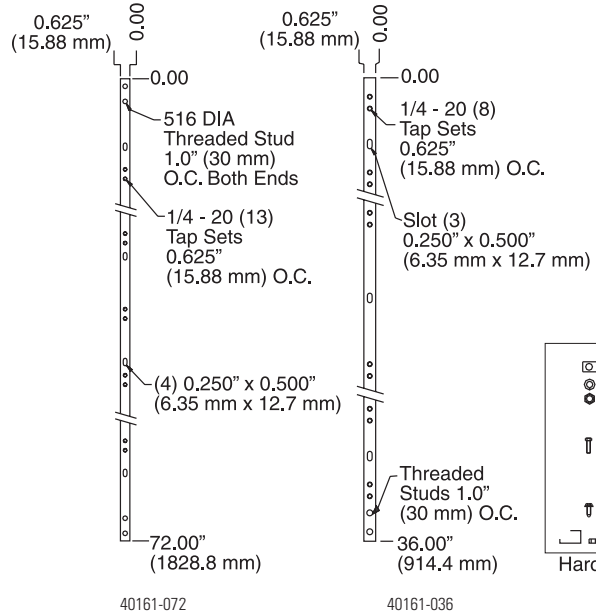 0.625”
(15.88 mm)
0.00
0.00
516 DIA
Threaded Stud
1.0” (30 mm)
O.C. Both Ends
1/4 - 20 (13)
Tap Sets
0.625”
(15.88 mm) O.C.
(4) 0.250” x 0.500”
(6.35 mm x 12.7 mm)
72.00”
(1828.8 mm)
40161-072
0.625”
(15.88 mm)
0.00
0.00
1/4 - 20 (8)
Tap Sets
0.625”
(15.88 mm) O.C.
Slot (3)
0.250” x 0.500”
(6.35 mm x 12.7 mm)
Threaded
Studs 1.0”
(30 mm) O.C.
36.00”
(914.4 mm)
40161-036
Hard